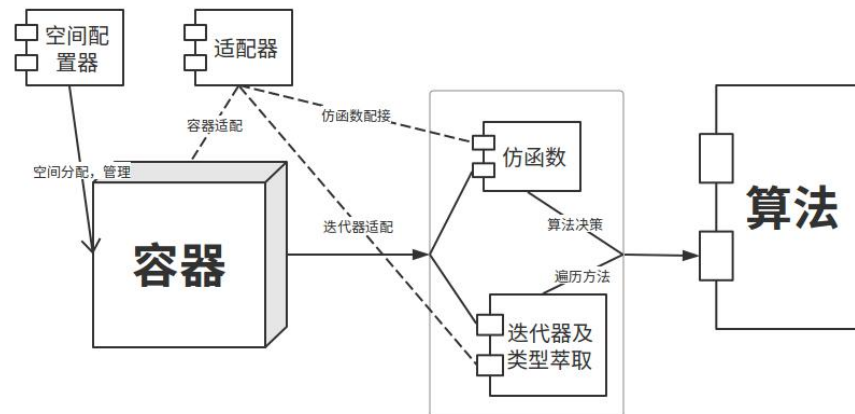 空间配
置器
适配器
仿函数配接
容器适配
仿函数
空间分配，管理
算法
迭代器适配
算法决策
容器
遍历方法
迭代器及
类型萃取